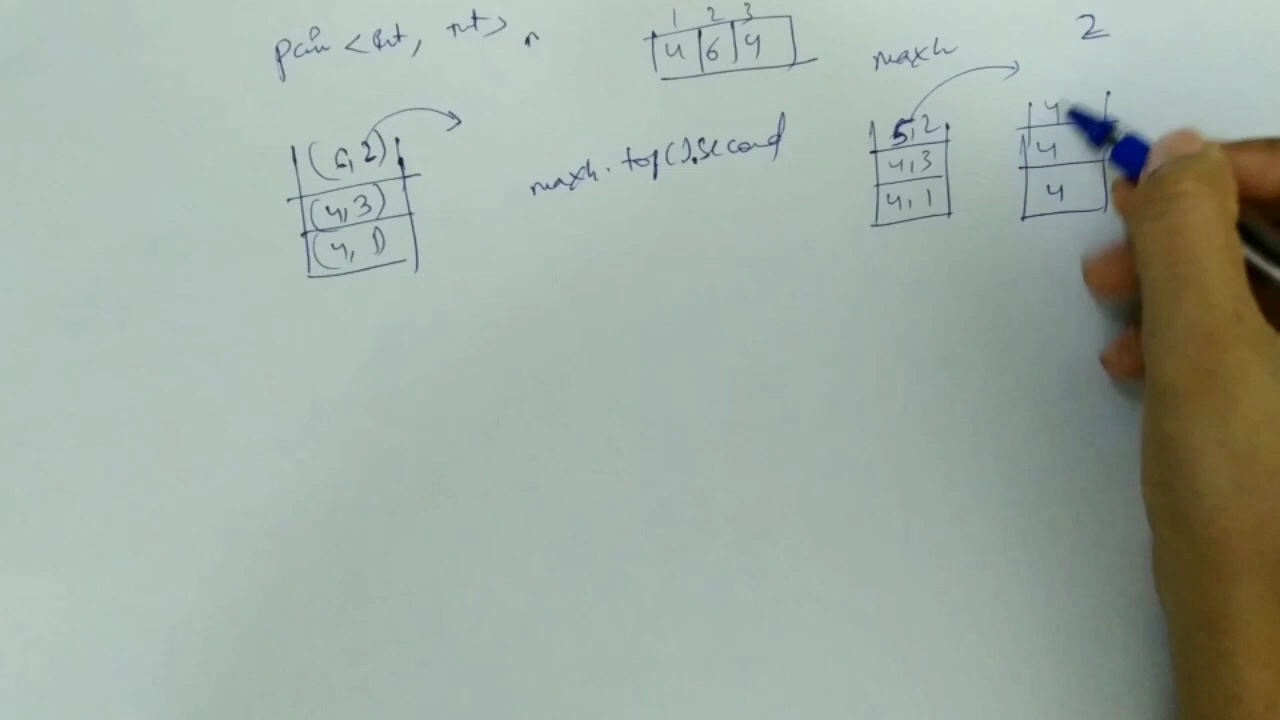 pair <int, int>
1 2 3
4 6 4
maxh
2
(6, 2)
(4, 3)
(4, 1)
maxh.top().second
5,2
4,3
4,1
4
4
4